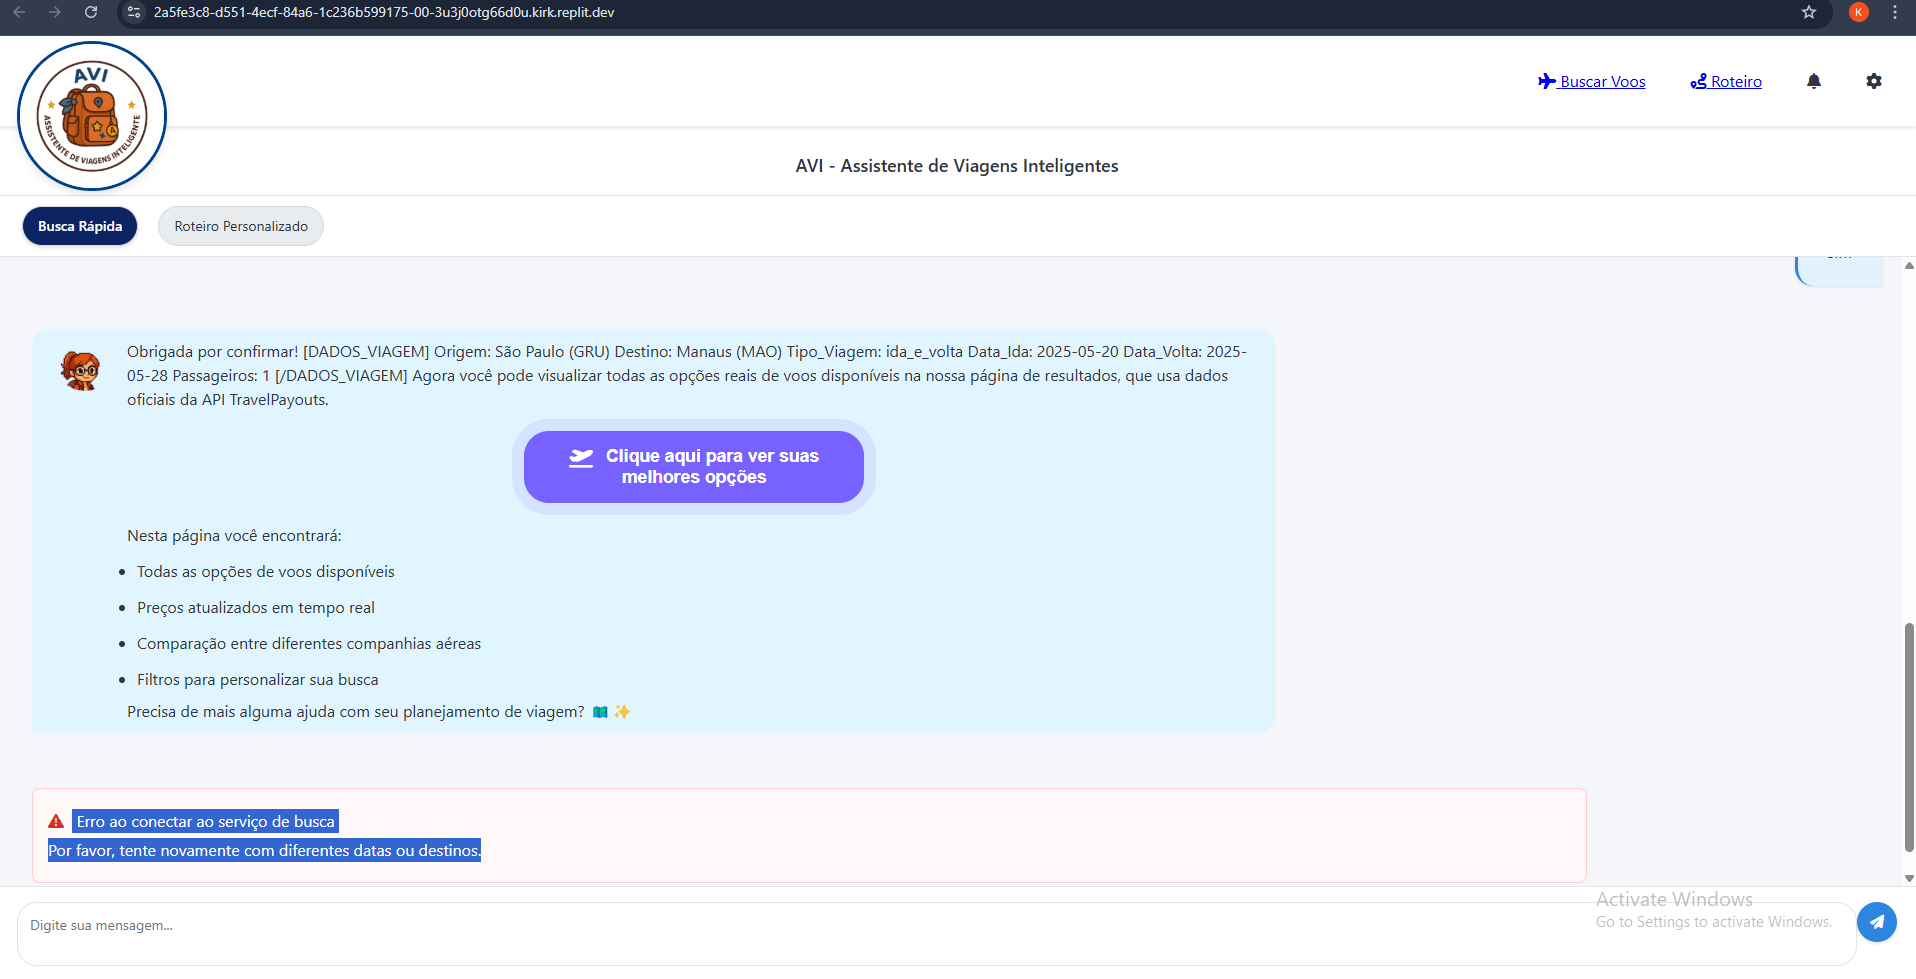 2a5fe3c8-d551-4ecf-84a6-1c236b599175-00-3u3j0otg66d0u.kirk.replit.dev
K
AVI
ASSISTENTE DE VIAGENS INTELIGENTE
Buscar Voos
Roteiro
AVI - Assistente de Viagens Inteligentes
Busca Rápida
Roteiro Personalizado
Obrigada por confirmar! [DADOS_VIAGEM] Origem: São Paulo (GRU) Destino: Manaus (MAO) Tipo_Viagem: ida_e_volta Data_Ida: 2025-05-20 Data_Volta: 2025-
05-28 Passageiros: 1 [/DADOS_VIAGEM] Agora você pode visualizar todas as opções reais de voos disponíveis na nossa página de resultados, que usa dados
oficiais da API TravelPayouts.
Clique aqui para ver suas
melhores opções
Nesta página você encontrará:
Todas as opções de voos disponíveis
Preços atualizados em tempo real
Comparação entre diferentes companhias aéreas
Filtros para personalizar sua busca
Precisa de mais alguma ajuda com seu planejamento de viagem?
Erro ao conectar ao serviço de busca
Por favor, tente novamente com diferentes datas ou destinos.
Digite sua mensagem...
Activate Windows
Go to Settings to activate Windows.